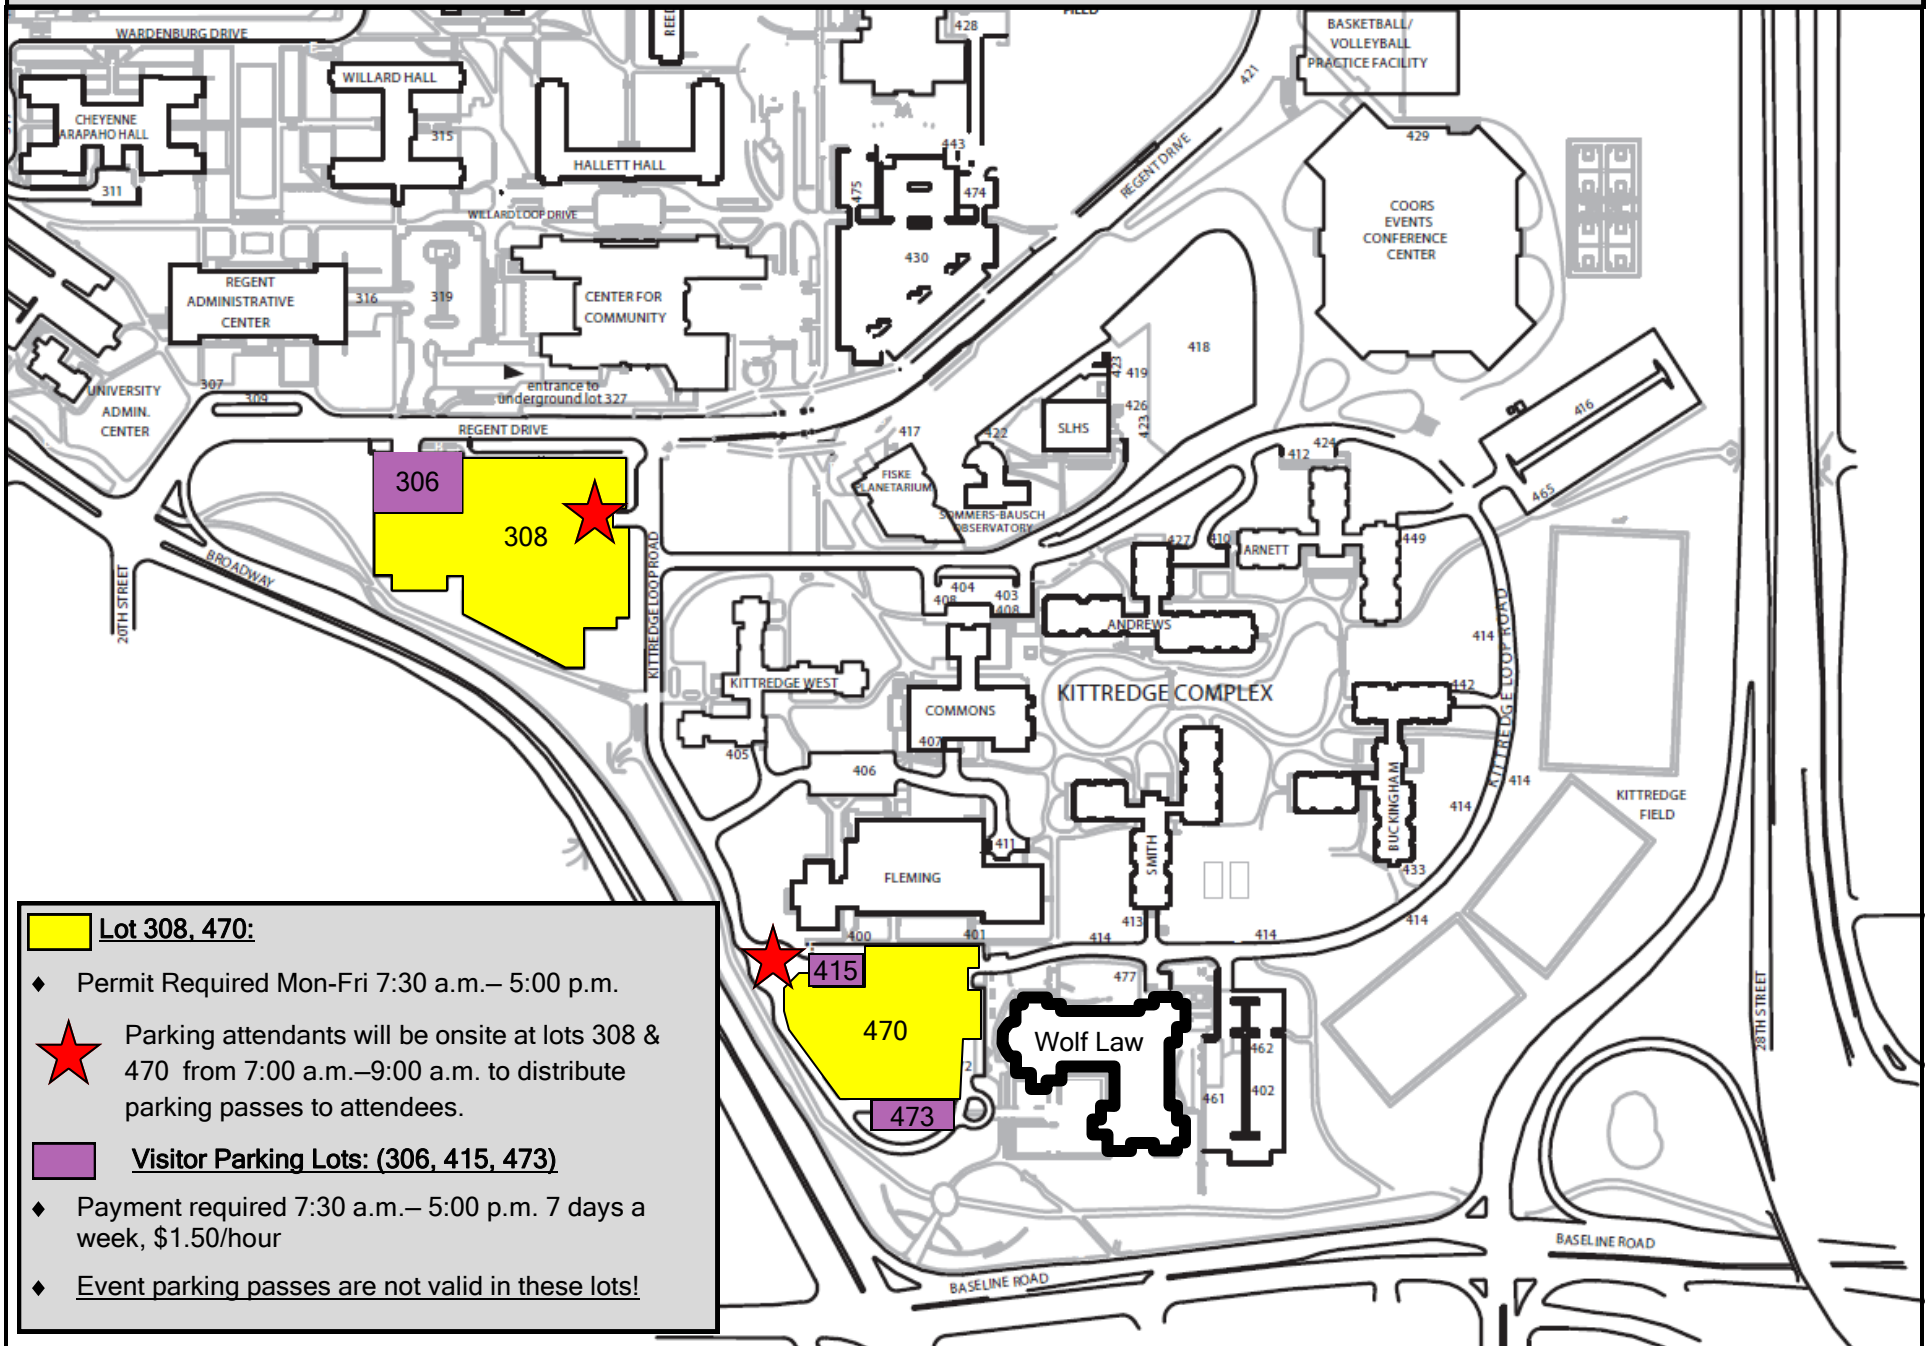 WARDENBURG DRIVE
REED
428
FIELD
BASKETBALL/
VOLLEYBALL
PRACTICE FACILITY
421
CHEYENNE
ARAPAHO HALL
311
WILLARD HALL
315
HALLETT HALL
WILLARD LOOP DRIVE
443
475
474
430
REGENT DRIVE
429
COORS
EVENTS
CONFERENCE
CENTER
REGENT
ADMINISTRATIVE
CENTER
316
319
CENTER FOR
COMMUNITY
entrance to
underground lot 327
UNIVERSITY
ADMIN.
CENTER
307
309
REGENT DRIVE
418
423
419
426
423
SLHS
422
417
FISKE
PLANETARIUM
SOMMERS-BAUSCH
OBSERVATORY
416
424
412
465
306
308
BROADWAY
20TH STREET
KITTREDGE LOOP ROAD
427
410
ARNETT
449
404
403
408
408
ANDREWS
414
KITTREDGE LOOP ROAD
KITTREDGE WEST
COMMONS
KITTREDGE COMPLEX
442
407
405
406
414
414
BUCKINGHAM
KITTREDGE
FIELD
411
SMITH
FLEMING
433
413
414
400
401
414
414
415
470
477
Wolf Law
462
402
461
473
28TH STREET
BASELINE ROAD
BASELINE ROAD
Lot 308, 470:
♦ Permit Required Mon-Fri 7:30 a.m.– 5:00 p.m.
Parking attendants will be onsite at lots 308 &
470 from 7:00 a.m.–9:00 a.m. to distribute
parking passes to attendees.
Visitor Parking Lots: (306, 415, 473)
♦ Payment required 7:30 a.m.– 5:00 p.m. 7 days a
week, $1.50/hour
♦ Event parking passes are not valid in these lots!